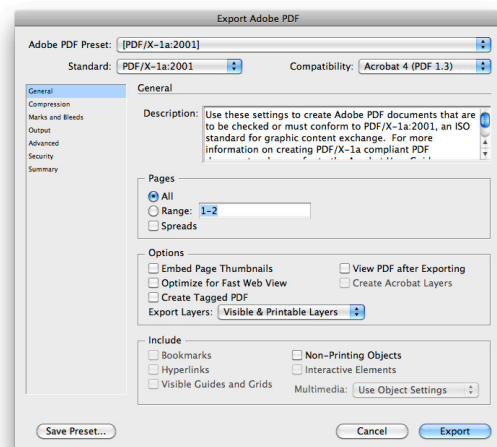 Export Adobe PDF
Adobe PDF Preset: [PDF/X-1a:2001]
Standard: PDF/X-1a:2001 Compatibility: Acrobat 4 (PDF 1.3)
General
Compression
Marks and Bleeds
Output
Advanced
Security
Summary
General
Description: Use these settings to create Adobe PDF documents that are
to be checked or must conform to PDF/X-1a:2001, an ISO
standard for graphic content exchange. For more
information on creating PDF/X-1a compliant PDF
Pages
All
Range: 1-2
Spreads
Options
Embed Page Thumbnails View PDF after Exporting
Optimize for Fast Web View Create Acrobat Layers
Create Tagged PDF
Export Layers: Visible & Printable Layers
Include
Bookmarks Non-Printing Objects
Hyperlinks Interactive Elements
Visible Guides and Grids Multimedia: Use Object Settings
Save Preset... Cancel Export